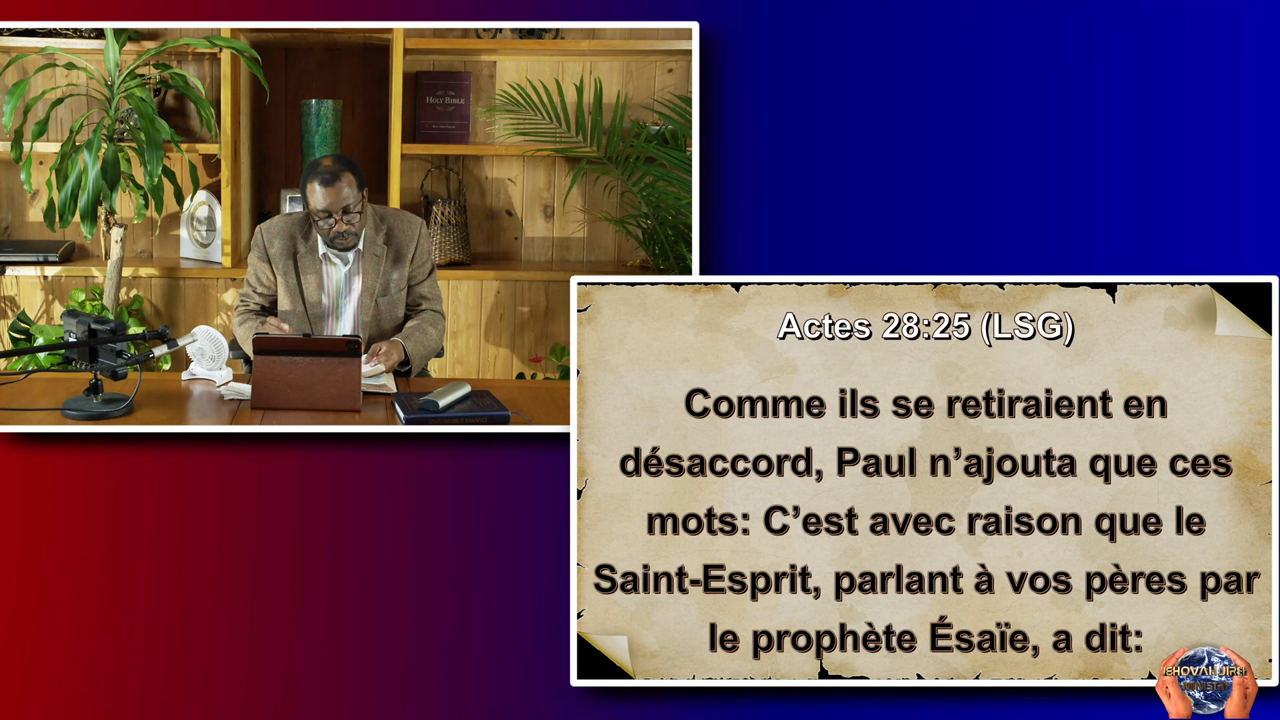 HOLY BIBLE
Actes 28:25 (LSG)
Comme ils se retiraient en
désaccord, Paul n’ajouta que ces
mots: C’est avec raison que le
Saint-Esprit, parlant à vos pères par
le prophète Ésaïe, a dit: